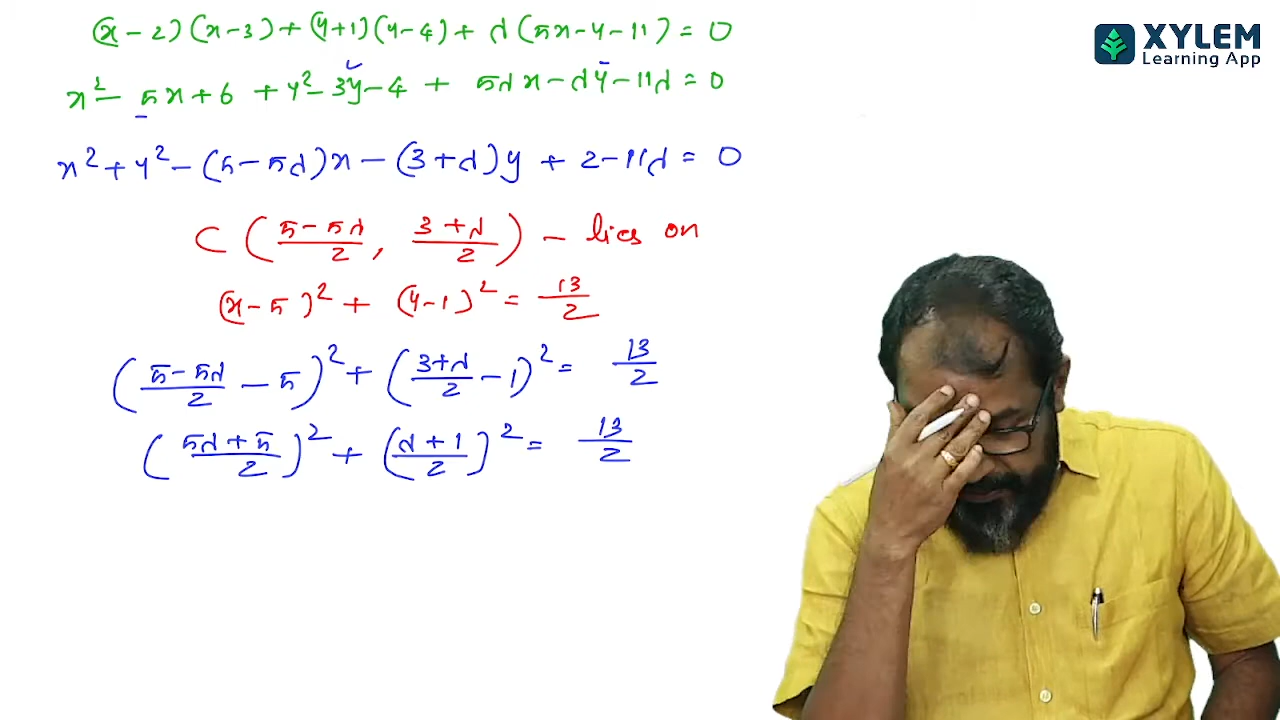 XYLEM
Learning App
(x-2)(x-3)+(y+1)(y-4)+λ(5x-y-11)=0
x²-5x+6+y²-3y-4+5λx-λy-11λ=0
x²+y²-(5-5λ)x-(3+λ)y+2-11λ=0
C((5-5λ)/2, (3+λ)/2) - lies on
(x-5)²+(y-1)²=13/2
((5-5λ)/2-5)²+((3+λ)/2-1)²=13/2
((5λ+5)/2)²+((λ+1)/2)²=13/2